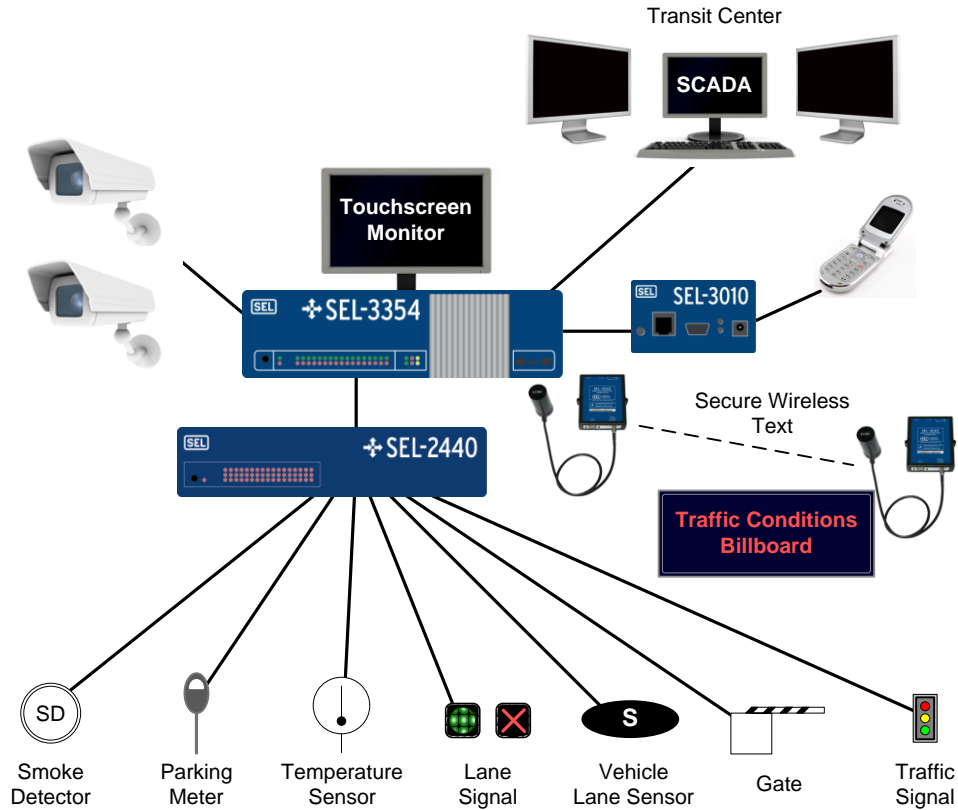 Transit Center
SCADA
Touchscreen
Monitor
SEL
SEL-3354
SEL
SEL-3010
SEL
SEL-2440
Secure Wireless
Text
Traffic Conditions
Billboard
SD
S
Smoke
Detector
Parking
Meter
Temperature
Sensor
Lane
Signal
Vehicle
Lane Sensor
Gate
Traffic
Signal